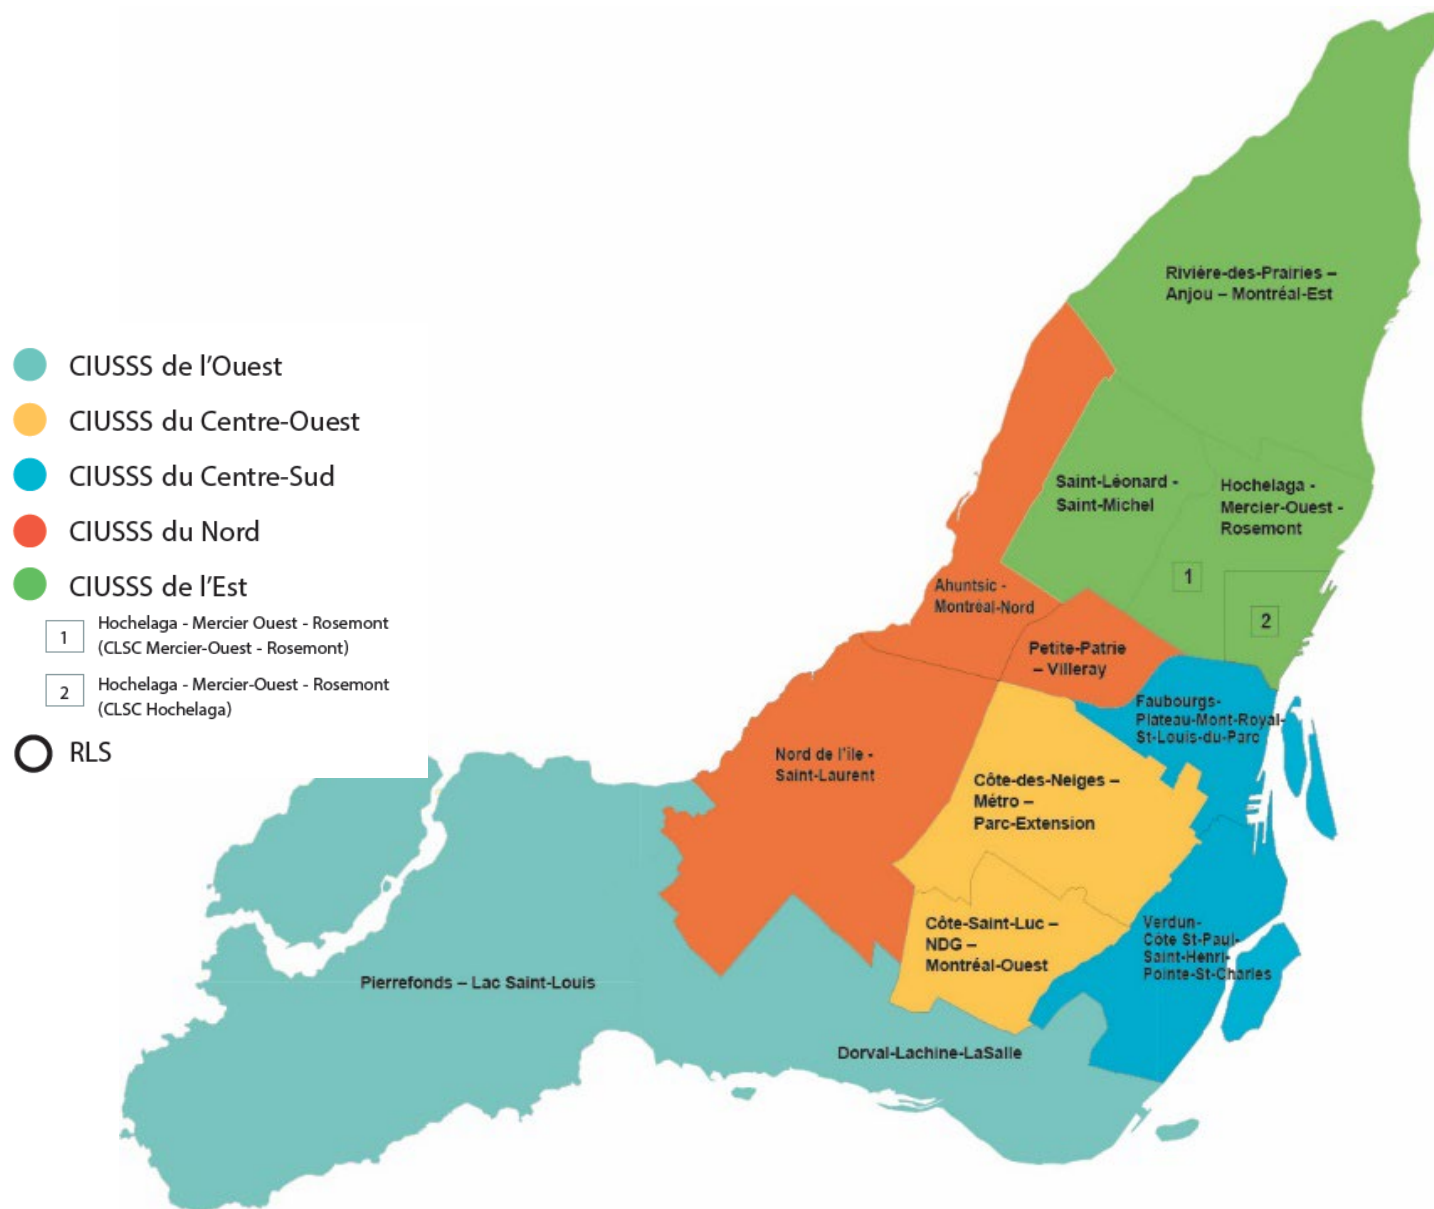 CIUSSS de l'Ouest
CIUSSS du Centre-Ouest
CIUSSS du Centre-Sud
CIUSSS du Nord
CIUSSS de l'Est
1
Hochelaga - Mercier Ouest - Rosemont
(CLSC Mercier-Ouest - Rosemont)
2
Hochelaga - Mercier-Ouest - Rosemont
(CLSC Hochelaga)
RLS
Rivière-des-Prairies –
Anjou – Montréal-Est
Saint-Léonard -
Saint-Michel
Hochelaga -
Mercier-Ouest -
Rosemont
1
2
Ahuntsic -
Montréal-Nord
Petite-Patrie
– Villeray
Faubourgs-
Plateau-Mont-Royal-
St-Louis-du-Parc
Nord de l'île -
Saint-Laurent
Côte-des-Neiges –
Métro –
Parc-Extension
Côte-Saint-Luc –
NDG –
Montréal-Ouest
Verdun-
Côte St-Paul-
Saint-Henri-
Pointe-St-Charles
Pierrefonds – Lac Saint-Louis
Dorval-Lachine-LaSalle